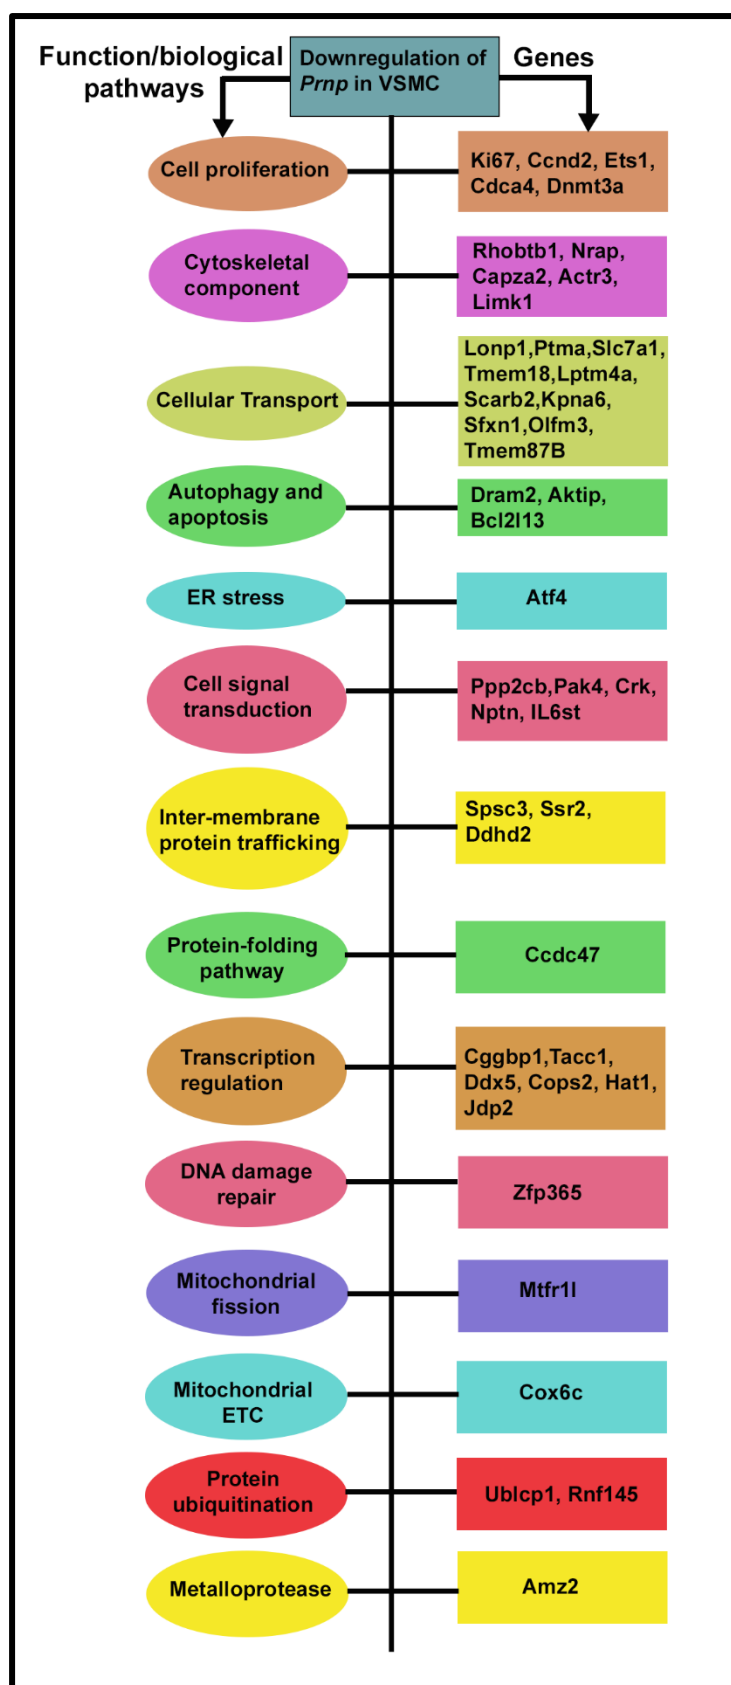 Function/biological
pathways
Downregulation of
Prnp in VSMC
Genes
Cell proliferation
Ki67, Ccnd2, Ets1,
Cdca4, Dnmt3a
Cytoskeletal
component
Rhobtb1, Nrap,
Capza2, Actr3,
Limk1
Cellular Transport
Lonp1,Ptma,Slc7a1,
Tmem18,Lptm4a,
Scarb2,Kpna6,
Sfxn1,Olfm3,
Tmem87B
Autophagy and
apoptosis
Dram2, Aktip,
Bcl2l13
ER stress
Atf4
Cell signal
transduction
Ppp2cb,Pak4, Crk,
Nptn, IL6st
Inter-membrane
protein trafficking
Spsc3, Ssr2,
Ddhd2
Protein-folding
pathway
Ccdc47
Transcription
regulation
Cggbp1,Tacc1,
Ddx5, Cops2, Hat1,
Jdp2
DNA damage
repair
Zfp365
Mitochondrial
fission
Mtfr1l
Mitochondrial
ETC
Cox6c
Protein
ubiquitination
Ublcp1, Rnf145
Metalloprotease
Amz2